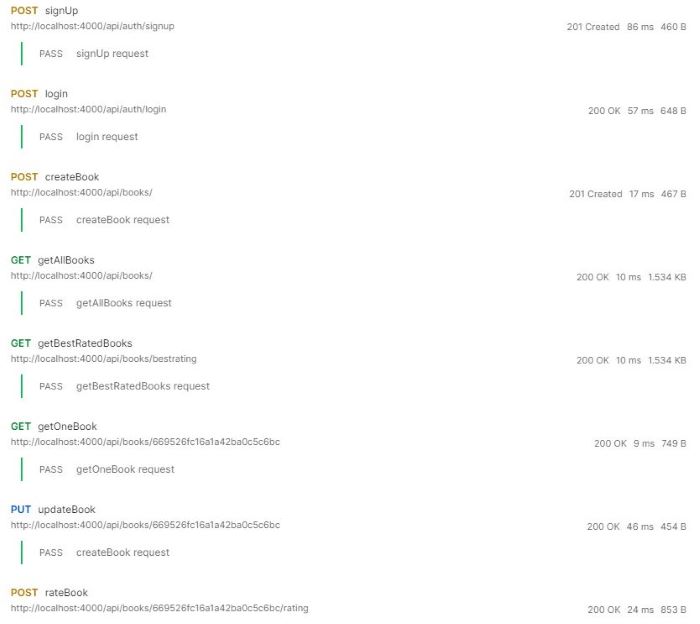 POST signUp
http://localhost:4000/api/auth/signup 201 Created 86 ms 460 B
PASS signUp request
POST login
http://localhost:4000/api/auth/login 200 OK 57 ms 648 B
PASS login request
POST createBook
http://localhost:4000/api/books/ 201 Created 17 ms 467 B
PASS createBook request
GET getAllBooks
http://localhost:4000/api/books/ 200 OK 10 ms 1.534 KB
PASS getAllBooks request
GET getBestRatedBooks
http://localhost:4000/api/books/bestrating 200 OK 10 ms 1.534 KB
PASS getBestRatedBooks request
GET getOneBook
http://localhost:4000/api/books/669526fc16a1a42ba0c5c6bc 200 OK 9 ms 749 B
PASS getOneBook request
PUT updateBook
http://localhost:4000/api/books/669526fc16a1a42ba0c5c6bc 200 OK 46 ms 454 B
PASS createBook request
POST rateBook
http://localhost:4000/api/books/669526fc16a1a42ba0c5c6bc/rating 200 OK 24 ms 853 B